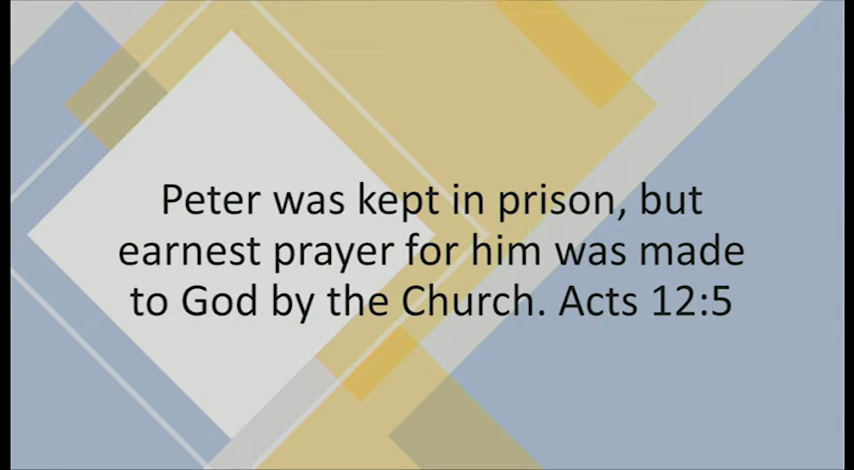 Peter was kept in prison, but
earnest prayer for him was made
to God by the Church. Acts 12:5